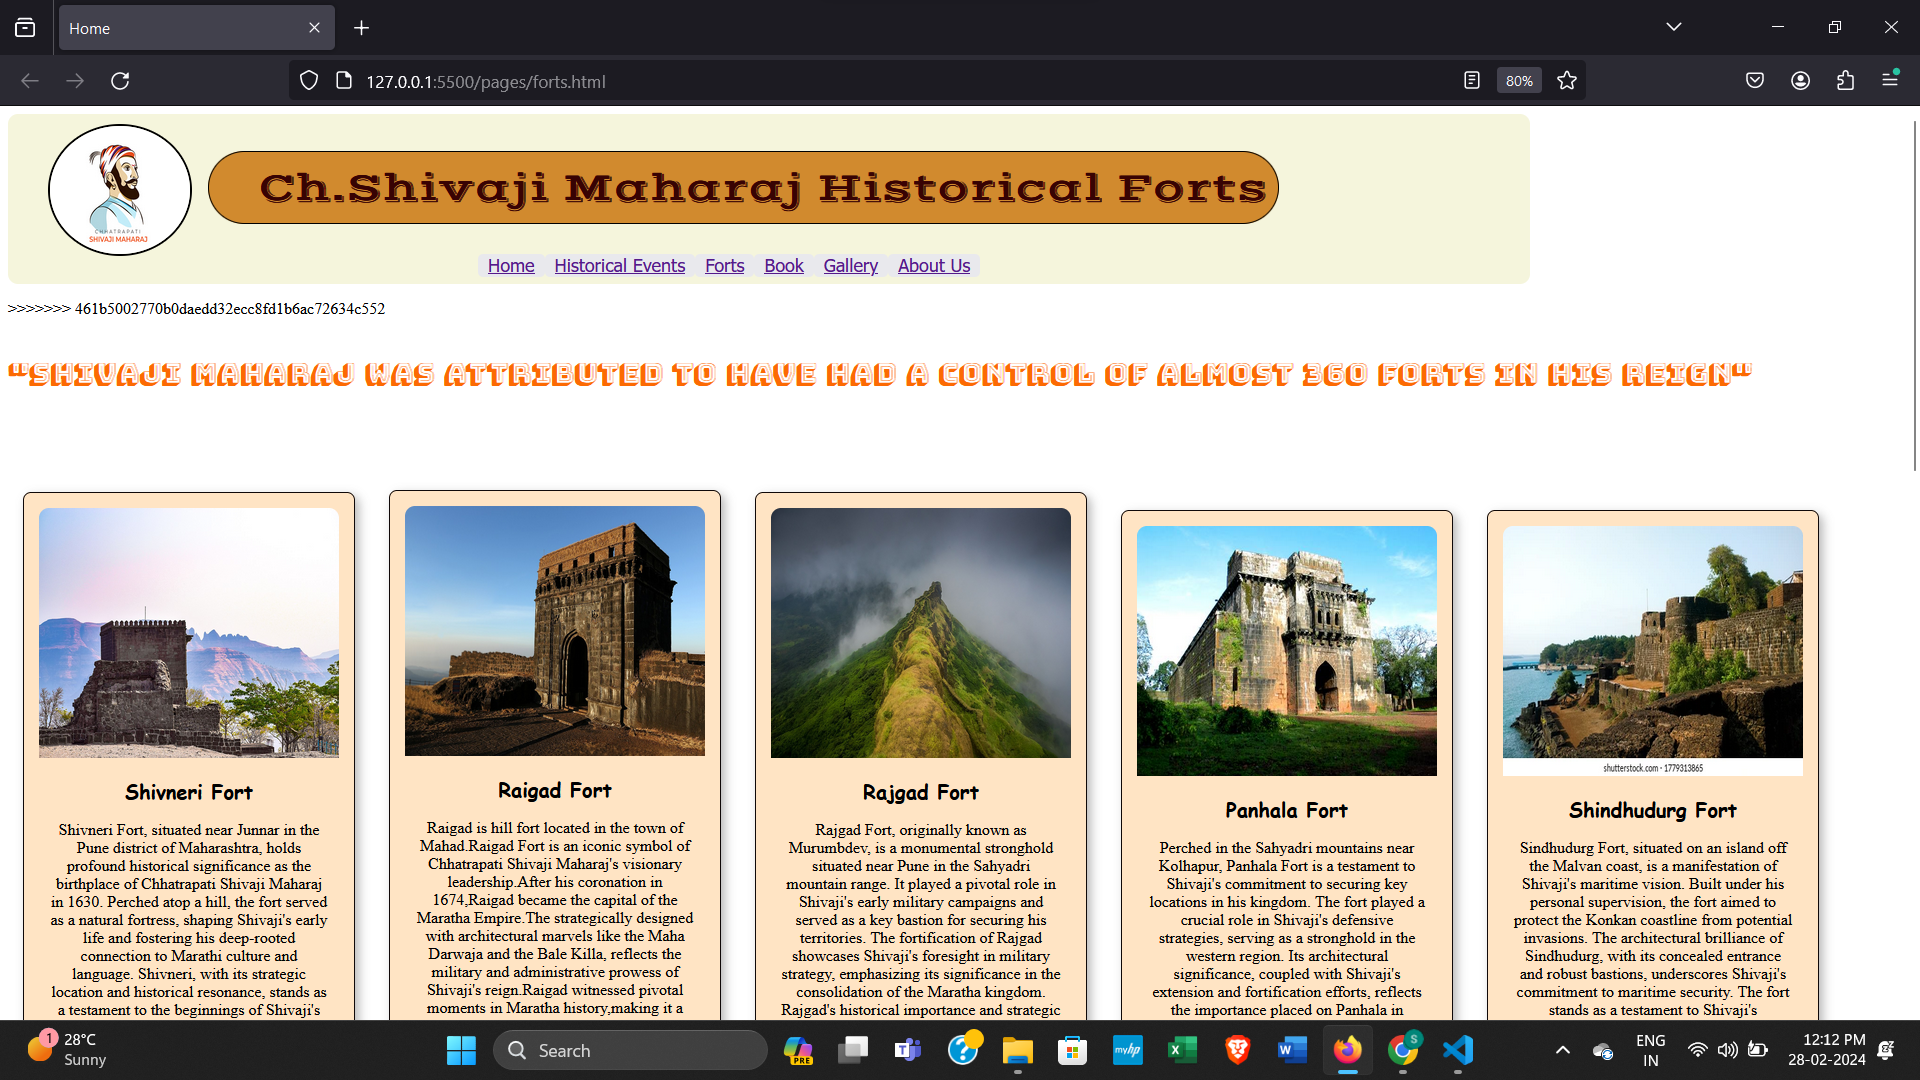 Home
127.0.0.1:5500/pages/forts.html
80%
CHHATRAPATI
SHIVAJI MAHARAJ
Ch.Shivaji Maharaj Historical Forts
Home Historical Events Forts Book Gallery About Us
>>>>>>> 461b5002770b0daedd32ecc8fd1b6ac72634c552
"SHIVAJI MAHARAJ WAS ATTRIBUTED TO HAVE HAD A CONTROL OF ALMOST 360 FORTS IN HIS REIGN"
Shivneri Fort
Shivneri Fort, situated near Junnar in the
Pune district of Maharashtra, holds
profound historical significance as the
birthplace of Chhatrapati Shivaji Maharaj
in 1630. Perched atop a hill, the fort served
as a natural fortress, shaping Shivaji's early
life and fostering his deep-rooted
connection to Marathi culture and
language. Shivneri, with its strategic
location and historical resonance, stands as
a testament to the beginnings of Shivaji's
Raigad Fort
Raigad is hill fort located in the town of
Mahad.Raigad Fort is an iconic symbol of
Chhatrapati Shivaji Maharaj's visionary
leadership.After his coronation in
1674,Raigad became the capital of the
Maratha Empire.The strategically designed
with architectural marvels like the Maha
Darwaja and the Bale Killa, reflects the
military and administrative prowess of
Shivaji's reign.Raigad witnessed pivotal
moments in Maratha history,making it a
Rajgad Fort
Rajgad Fort, originally known as
Murumbdev, is a monumental stronghold
situated near Pune in the Sahyadri
mountain range. It played a pivotal role in
Shivaji's early military campaigns and
served as a key bastion for securing his
territories. The fortification of Rajgad
showcases Shivaji's foresight in military
strategy, emphasizing its significance in the
consolidation of the Maratha kingdom.
Rajgad's historical importance and strategic
Panhala Fort
Perched in the Sahyadri mountains near
Kolhapur, Panhala Fort is a testament to
Shivaji's commitment to securing key
locations in his kingdom. The fort played a
crucial role in Shivaji's defensive
strategies, serving as a stronghold in the
western region. Its architectural
significance, coupled with Shivaji's
extension and fortification efforts, reflects
the importance placed on Panhala in
shutterstock.com · 1779313865
Shindhudurg Fort
Sindhudurg Fort, situated on an island off
the Malvan coast, is a manifestation of
Shivaji's maritime vision. Built under his
personal supervision, the fort aimed to
protect the Konkan coastline from potential
invasions. The architectural brilliance of
Sindhudurg, with its concealed entrance
and robust bastions, underscores Shivaji's
commitment to maritime security. The fort
stands as a testament to Shivaji's
1
28°C
Sunny
Search
PRE
myhp
S
ENG
IN
12:12 PM
28-02-2024